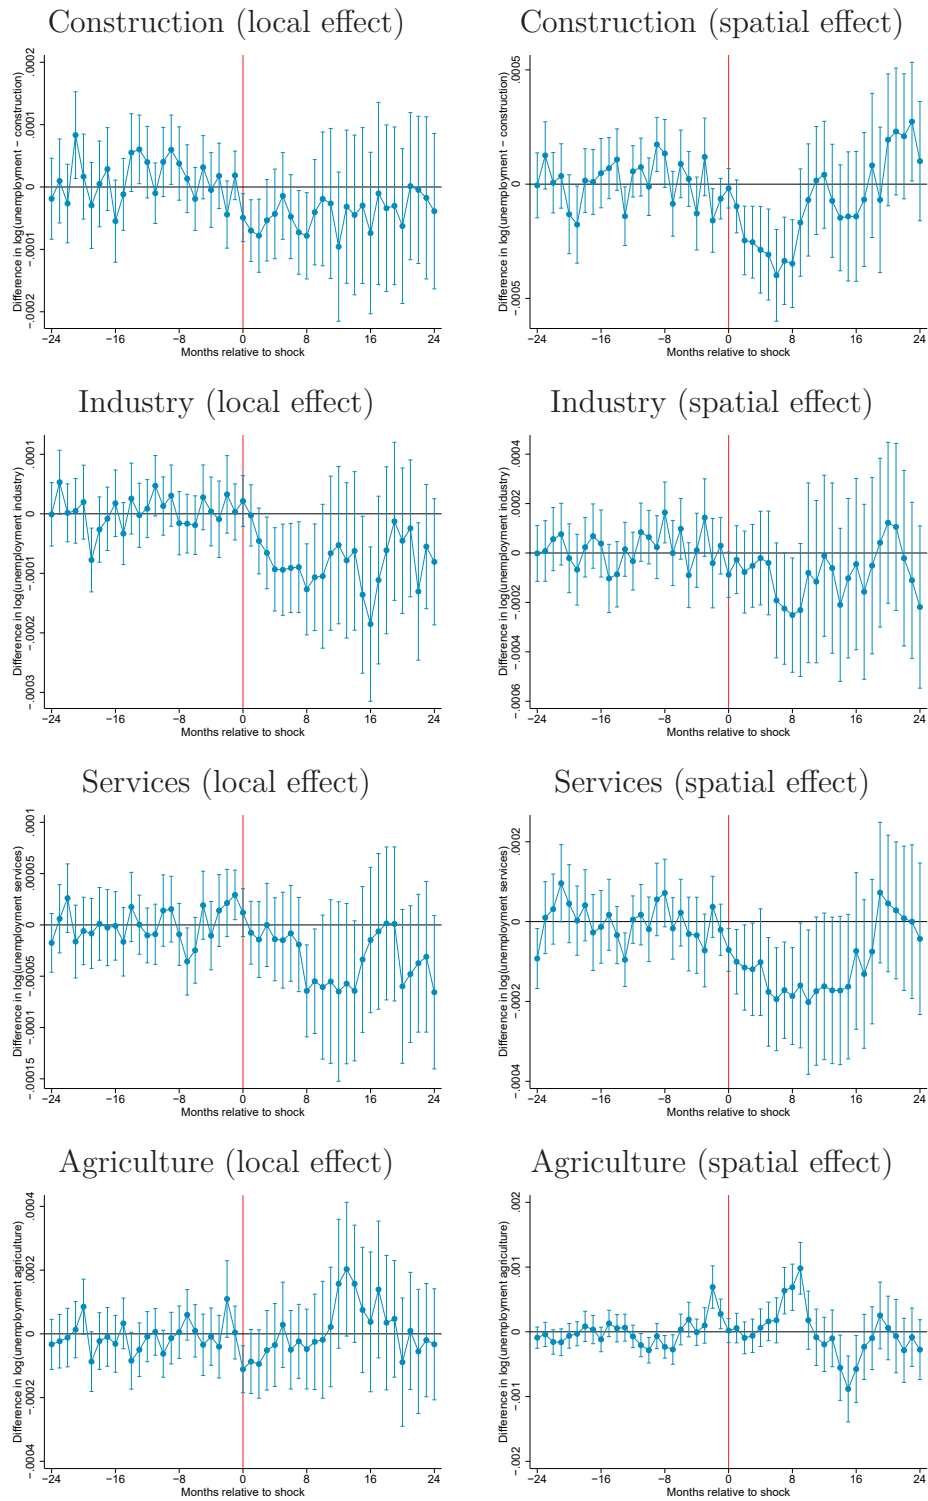 Construction (local effect)
Difference in log(unemployment - construction)
.0002
.0001
0
-.0001
-.0002
-24 -16 -8 0 8 16 24
Months relative to shock
Construction (spatial effect)
Difference in log(unemployment - construction)
.0005
0
-.0005
-24 -16 -8 0 8 16 24
Months relative to shock
Industry (local effect)
Difference in log(unemployment industry)
.0001
0
-.0001
-.0002
-.0003
-24 -16 -8 0 8 16 24
Months relative to shock
Industry (spatial effect)
Difference in log(unemployment industry)
.0004
.0002
0
-.0002
-.0004
-.0006
-24 -16 -8 0 8 16 24
Months relative to shock
Services (local effect)
Difference in log(unemployment services)
.0001
.00005
0
-.00005
-.0001
-.00015
-24 -16 -8 0 8 16 24
Months relative to shock
Services (spatial effect)
Difference in log(unemployment services)
.0002
0
-.0002
-.0004
-24 -16 -8 0 8 16 24
Months relative to shock
Agriculture (local effect)
Difference in log(unemployment agriculture)
.0004
.0002
0
-.0002
-.0004
-24 -16 -8 0 8 16 24
Months relative to shock
Agriculture (spatial effect)
Difference in log(unemployment agriculture)
.002
.001
0
-.001
-.002
-24 -16 -8 0 8 16 24
Months relative to shock